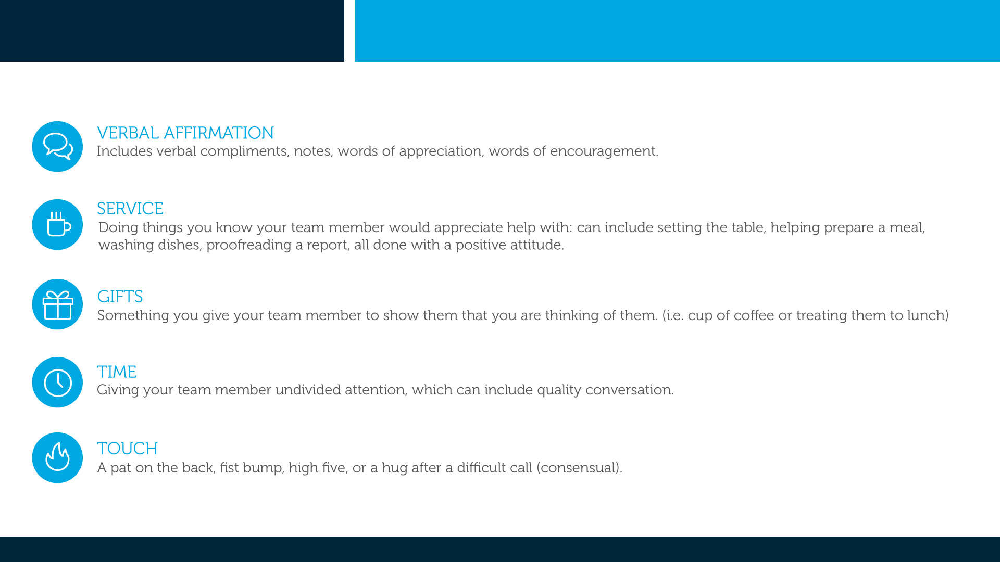 VERBAL AFFIRMATION
Includes verbal compliments, notes, words of appreciation, words of encouragement.
SERVICE
Doing things you know your team member would appreciate help with: can include setting the table, helping prepare a meal,
washing dishes, proofreading a report, all done with a positive attitude.
GIFTS
Something you give your team member to show them that you are thinking of them. (i.e. cup of coffee or treating them to lunch)
TIME
Giving your team member undivided attention, which can include quality conversation.
TOUCH
A pat on the back, fist bump, high five, or a hug after a difficult call (consensual).